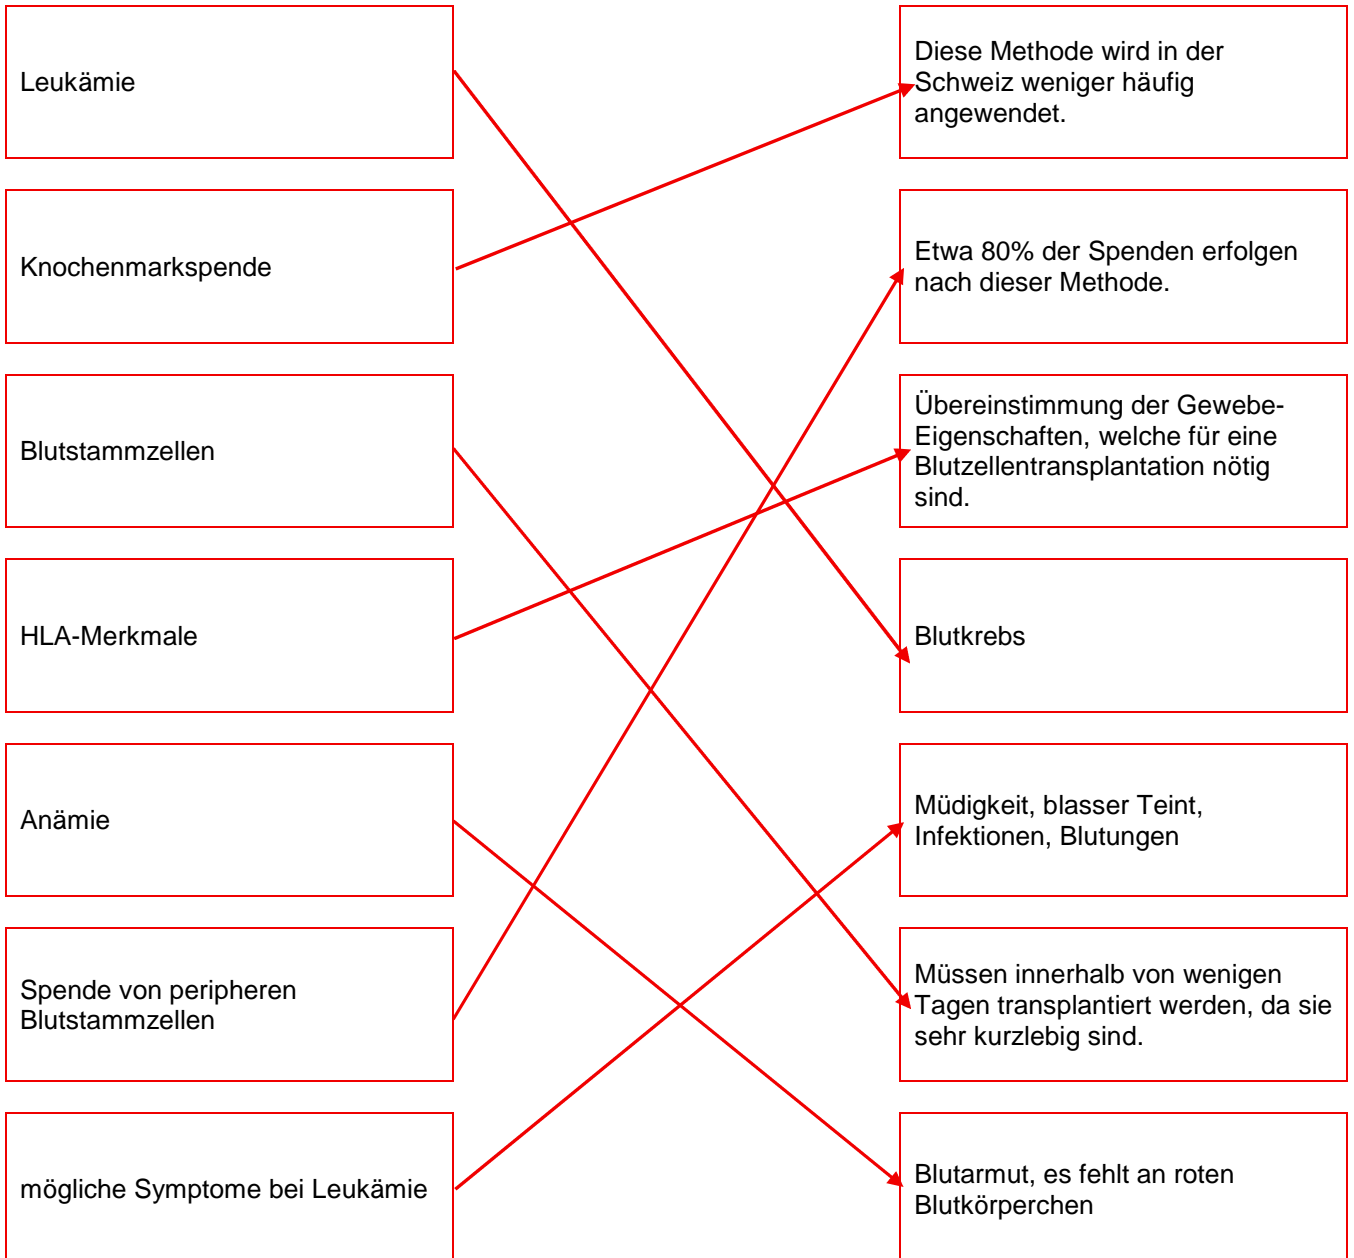 Leukämie
Diese Methode wird in der
Schweiz weniger häufig
angewendet.
Knochenmarkspende
Etwa 80% der Spenden erfolgen
nach dieser Methode.
Blutstammzellen
Übereinstimmung der Gewebe-
Eigenschaften, welche für eine
Blutzellentransplantation nötig
sind.
HLA-Merkmale
Blutkrebs
Anämie
Müdigkeit, blasser Teint,
Infektionen, Blutungen
Spende von peripheren
Blutstammzellen
Müssen innerhalb von wenigen
Tagen transplantiert werden, da sie
sehr kurzlebig sind.
mögliche Symptome bei Leukämie
Blutarmut, es fehlt an roten
Blutkörperchen